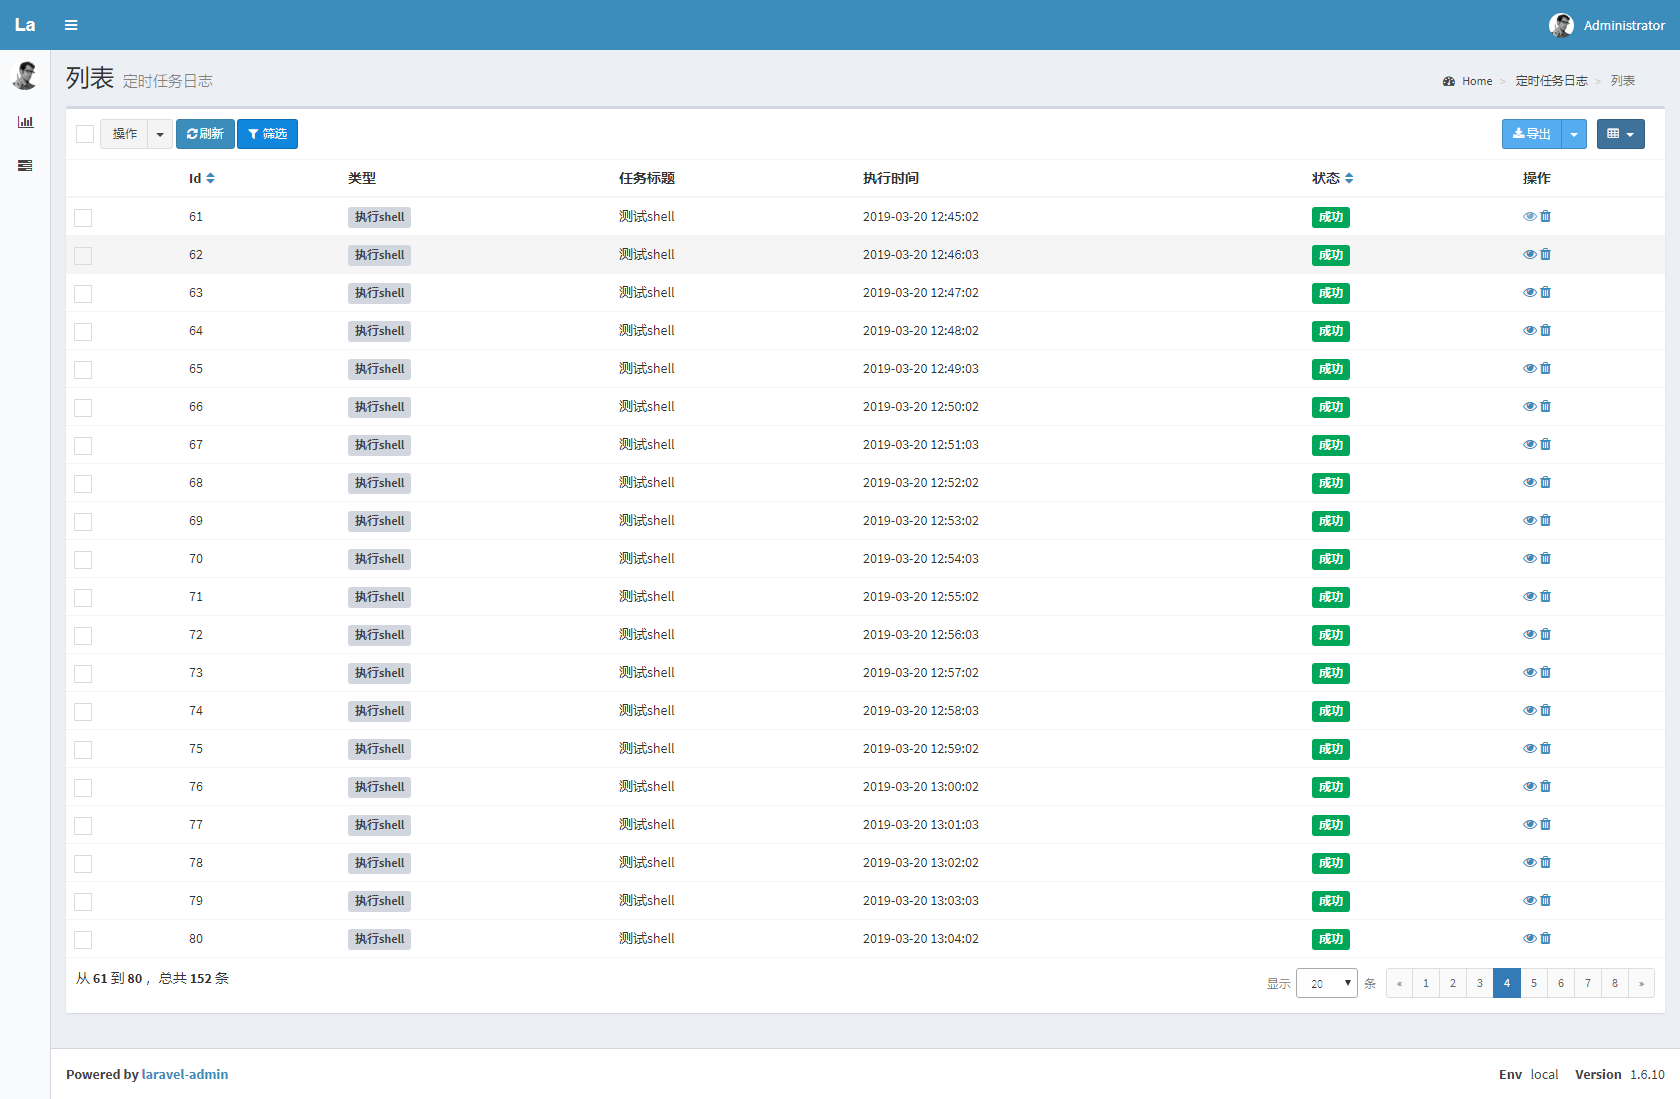 La Administrator
列表 定时任务日志 Home > 定时任务日志 > 列表
操作 刷新 筛选 导出
Id 类型 任务标题 执行时间 状态 操作
61 执行shell 测试shell 2019-03-20 12:45:02 成功
62 执行shell 测试shell 2019-03-20 12:46:03 成功
63 执行shell 测试shell 2019-03-20 12:47:02 成功
64 执行shell 测试shell 2019-03-20 12:48:02 成功
65 执行shell 测试shell 2019-03-20 12:49:03 成功
66 执行shell 测试shell 2019-03-20 12:50:02 成功
67 执行shell 测试shell 2019-03-20 12:51:03 成功
68 执行shell 测试shell 2019-03-20 12:52:02 成功
69 执行shell 测试shell 2019-03-20 12:53:02 成功
70 执行shell 测试shell 2019-03-20 12:54:03 成功
71 执行shell 测试shell 2019-03-20 12:55:02 成功
72 执行shell 测试shell 2019-03-20 12:56:03 成功
73 执行shell 测试shell 2019-03-20 12:57:02 成功
74 执行shell 测试shell 2019-03-20 12:58:03 成功
75 执行shell 测试shell 2019-03-20 12:59:02 成功
76 执行shell 测试shell 2019-03-20 13:00:02 成功
77 执行shell 测试shell 2019-03-20 13:01:03 成功
78 执行shell 测试shell 2019-03-20 13:02:02 成功
79 执行shell 测试shell 2019-03-20 13:03:03 成功
80 执行shell 测试shell 2019-03-20 13:04:02 成功
从 61 到 80 ，总共 152 条 显示 20 条 « 1 2 3 4 5 6 7 8 »
Powered by laravel-admin Env local Version 1.6.10